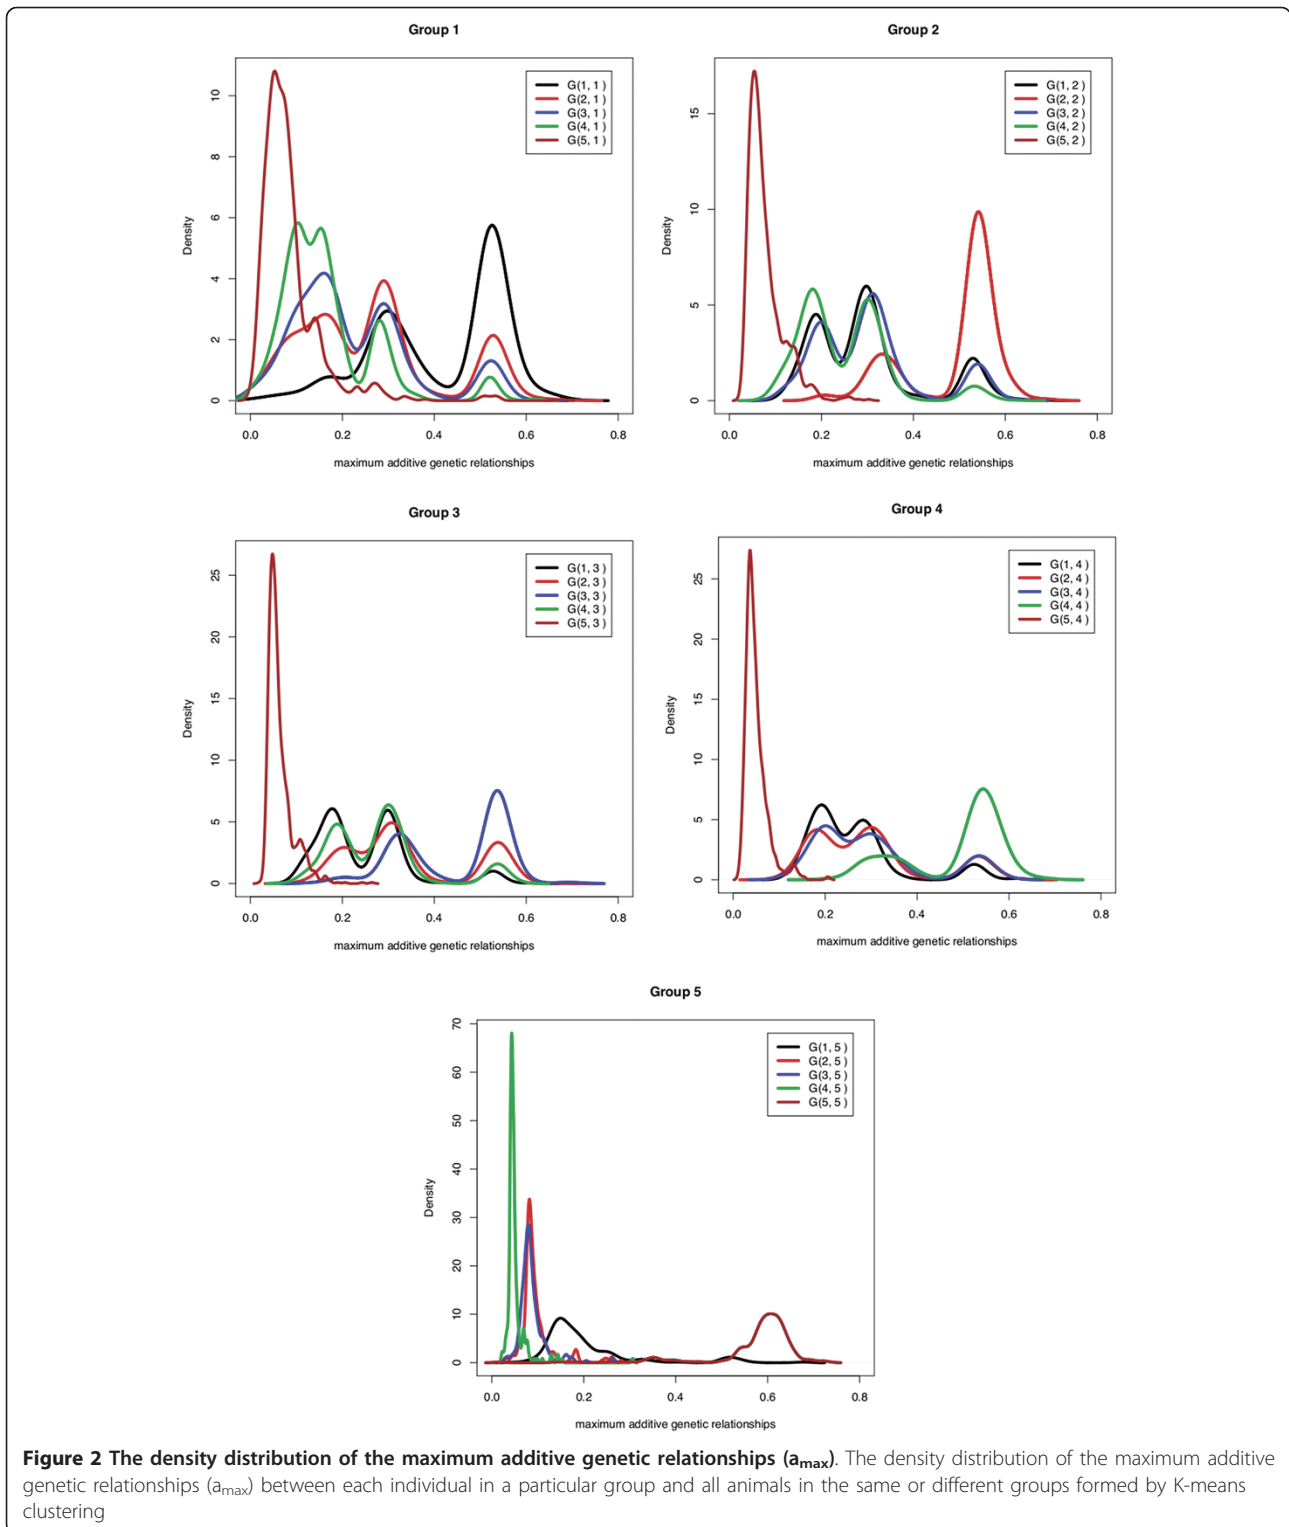 Group 1
Density
10
8
6
4
2
0
G(1, 1 )
G(2, 1 )
G(3, 1 )
G(4, 1 )
G(5, 1 )
0.0 0.2 0.4 0.6 0.8
maximum additive genetic relationships
Group 2
Density
15
10
5
0
G(1, 2 )
G(2, 2 )
G(3, 2 )
G(4, 2 )
G(5, 2 )
0.0 0.2 0.4 0.6 0.8
maximum additive genetic relationships
Group 3
Density
25
20
15
10
5
0
G(1, 3 )
G(2, 3 )
G(3, 3 )
G(4, 3 )
G(5, 3 )
0.0 0.2 0.4 0.6 0.8
maximum additive genetic relationships
Group 4
Density
25
20
15
10
5
0
G(1, 4 )
G(2, 4 )
G(3, 4 )
G(4, 4 )
G(5, 4 )
0.0 0.2 0.4 0.6 0.8
maximum additive genetic relationships
Group 5
Density
70
60
50
40
30
20
10
0
G(1, 5 )
G(2, 5 )
G(3, 5 )
G(4, 5 )
G(5, 5 )
0.0 0.2 0.4 0.6 0.8
maximum additive genetic relationships
Figure 2 The density distribution of the maximum additive genetic relationships (amax). The density distribution of the maximum additive
genetic relationships (amax) between each individual in a particular group and all animals in the same or different groups formed by K-means
clustering